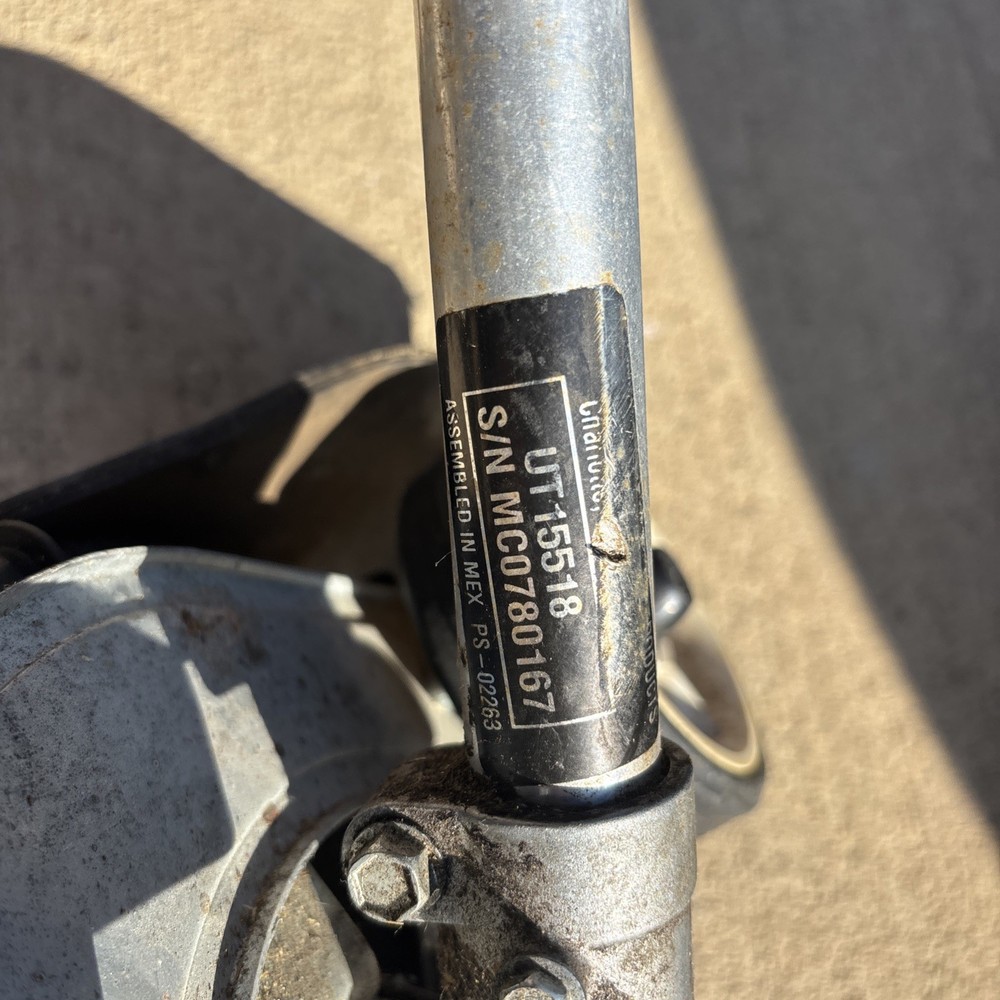 UT15518
S/N MC0780167
ASSEMBLED IN MEX PS-02263